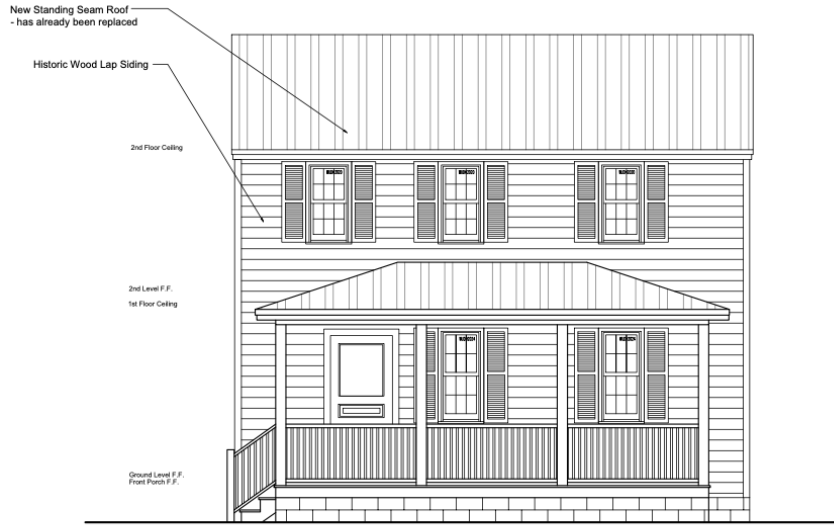 New Standing Seam Roof
- has already been replaced
Historic Wood Lap Siding
2nd Floor Ceiling
2nd Level F.F.
1st Floor Ceiling
Ground Level F.F.
Front Porch F.F.